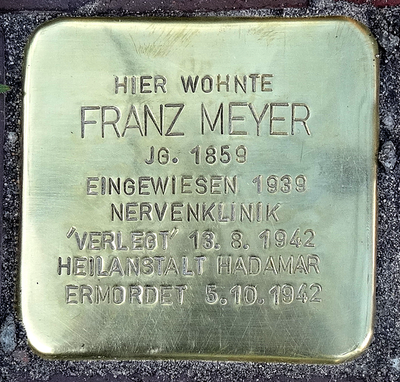 HIER WOHNTE
FRANZ MEYER
JG. 1859
EINGEWIESEN 1939
NERVENKLINIK
'VERLEGT' 13. 8. 1942
HEILANSTALT HADAMAR
ERMORDET 5.10.1942